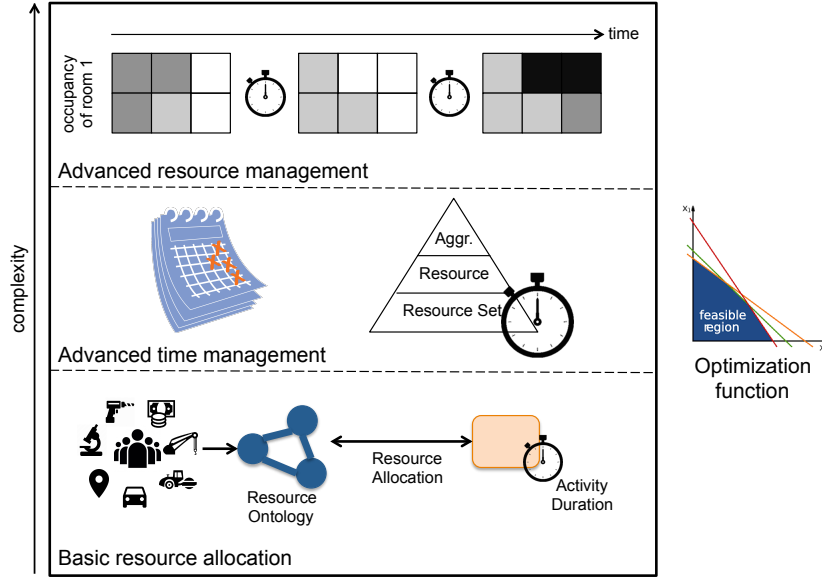 time
occupancy
of room 1
Advanced resource management
complexity
Aggr.
Resource
Resource Set
Advanced time management
x₁
feasible
region
x
Optimization
function
Resource
Ontology
Resource
Allocation
Activity
Duration
Basic resource allocation